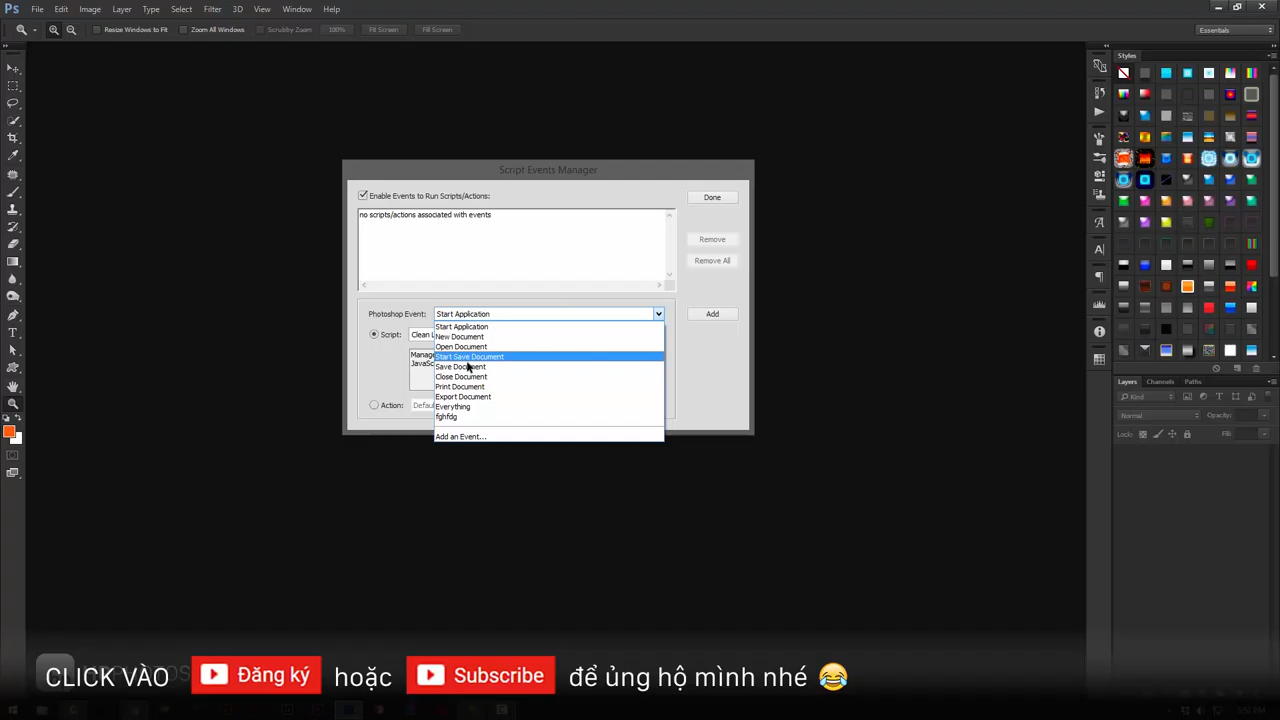 Ps File Edit Image Layer Type Select Filter 3D View Window Help
Resize Windows to Fit Zoom All Windows Scrubby Zoom 100% Fit Screen Fill Screen Essentials
Styles
Script Events Manager
Enable Events to Run Scripts/Actions:
Done
no scripts/actions associated with events
Remove
Remove All
Photoshop Event: Start Application
Add
Start Application
New Document
Open Document
Start Save Document
Save Document
Close Document
Print Document
Export Document
Everything
fghfdg
Add an Event...
Script:
Action:
Layers Channels Paths
Kind
Normal Opacity:
Lock: Fill:
CLICK VÀO Đăng ký hoặc Subscribe để ủng hộ mình nhé 😂